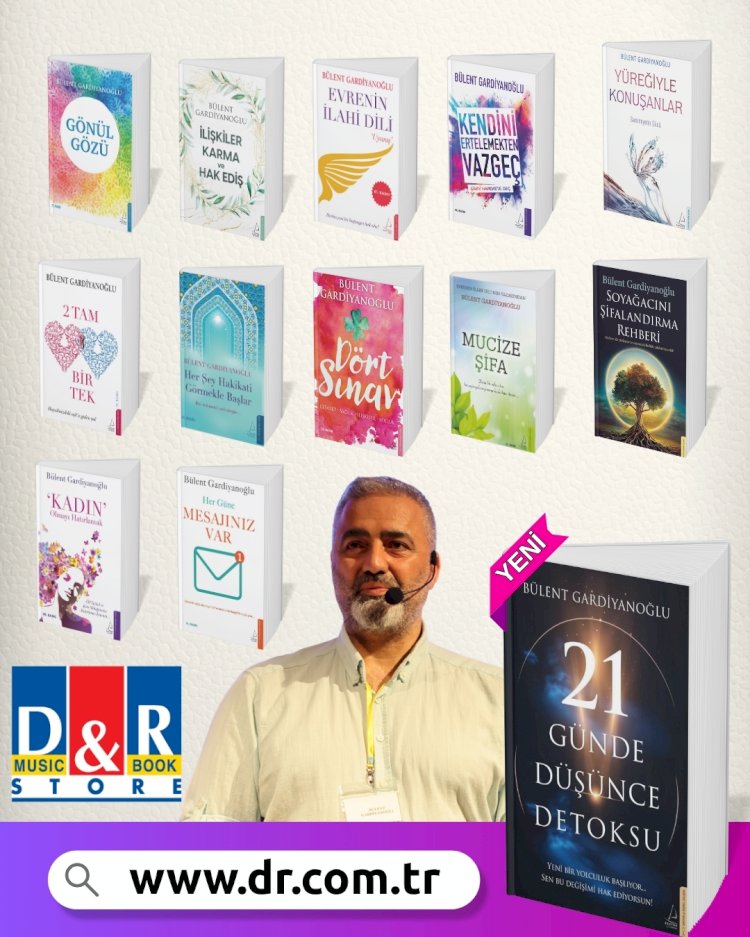 BÜLENT GARDİYANOĞLU
GÖNÜL
GÖZÜ
BÜLENT
GARDİYANOĞLU
İLİŞKİLER
KARMA
ve
HAK EDİŞ
BÜLENT GARDİYANOĞLU
EVRENİN
İLAHİ DİLİ
BÜLENT GARDİYANOĞLU
KENDİNİ
ERTELEMEKTEN
VAZGEÇ
BÜLENT GARDİYANOĞLU
YÜREĞİYLE
KONUŞANLAR
BÜLENT GARDİYANOĞLU
2 TAM
BİR
TEK
BÜLENT GARDİYANOĞLU
Her Şey Hakikati
Görmekle Başlar
BÜLENT
GARDİYANOĞLU
Dört
Sınav
BÜLENT GARDİYANOĞLU
MUCİZE
ŞİFA
Bülent Gardiyanoğlu
SOYAĞACINI
ŞİFALANDIRMA
REHBERİ
Bülent Gardiyanoğlu
'KADIN'
Olmayı Hatırlamak
Bülent Gardiyanoğlu
Her Güne
MESAJINIZ
VAR
1
YENİ
BÜLENT GARDİYANOĞLU
21
GÜNDE
DÜŞÜNCE
DETOKSU
YENİ BİR YOLCULUK BAŞLIYOR...
SEN BU DEĞİŞİMİ HAK EDİYORSUN!
D&R
MUSIC BOOK
STORE
BÜLENT
GARDİYANOĞLU
www.dr.com.tr